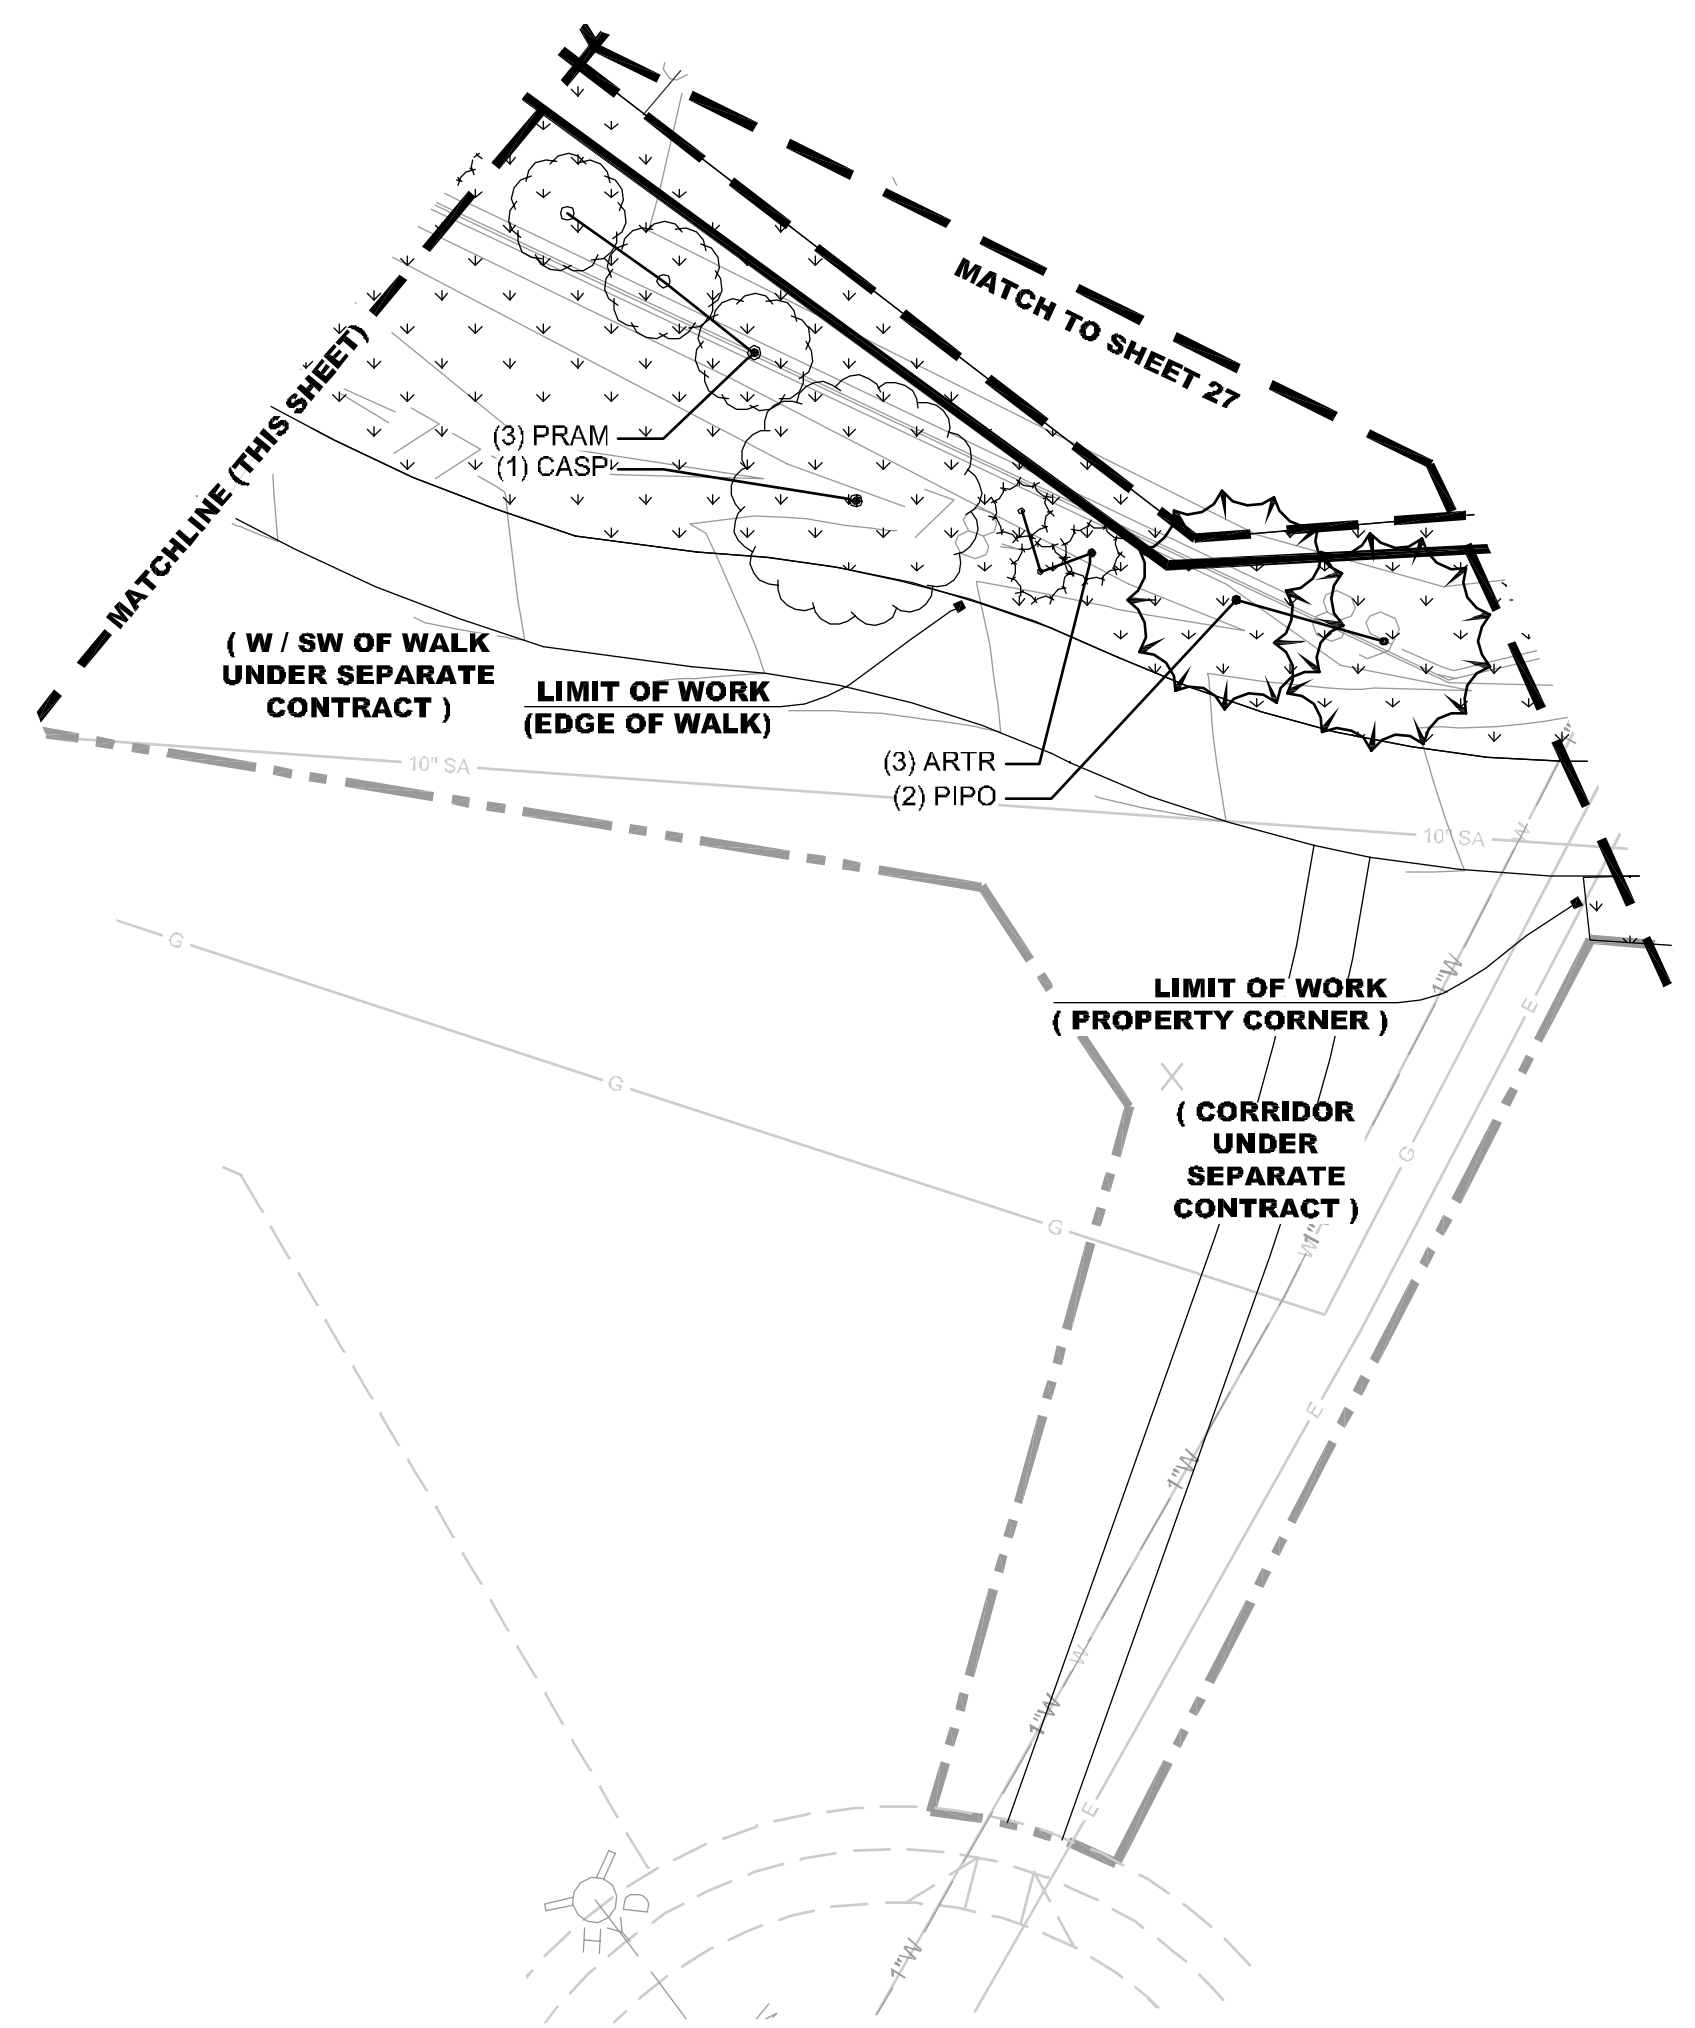 MATCH TO SHEET 27
MATCHLINE (THIS SHEET)
(3) PRAM
(1) CASP
( W / SW OF WALK
UNDER SEPARATE
CONTRACT )
LIMIT OF WORK
(EDGE OF WALK)
(3) ARTR
(2) PIPO
10" SA
10" SA
W
1"W
G
LIMIT OF WORK
( PROPERTY CORNER )
E
G
( CORRIDOR
UNDER
SEPARATE
CONTRACT )
G
G
1"
W
E
1"W
W
1"W
E
HYD
1"W